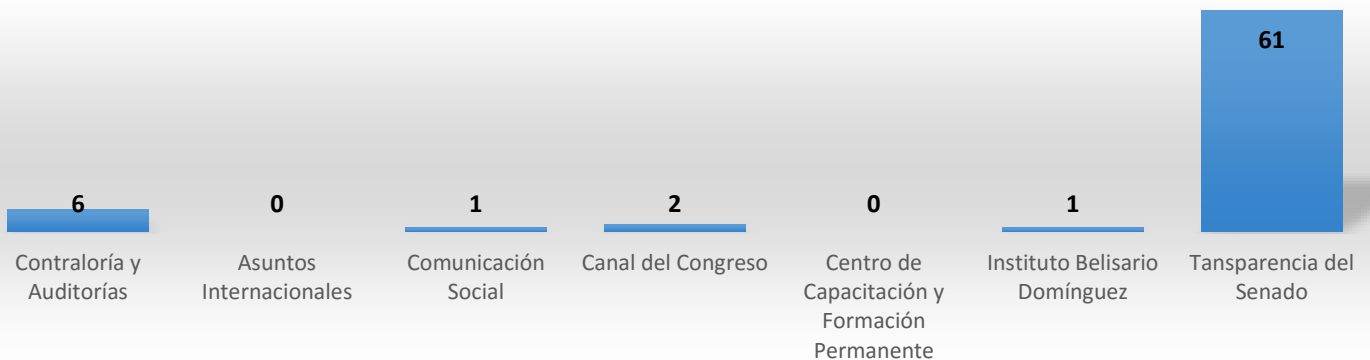 61
6
0
1
2
0
1
Contraloría y
Auditorías
Asuntos
Internacionales
Comunicación
Social
Canal del Congreso
Centro de
Capacitación y
Formación
Permanente
Instituto Belisario
Domínguez
Tansparencia del
Senado